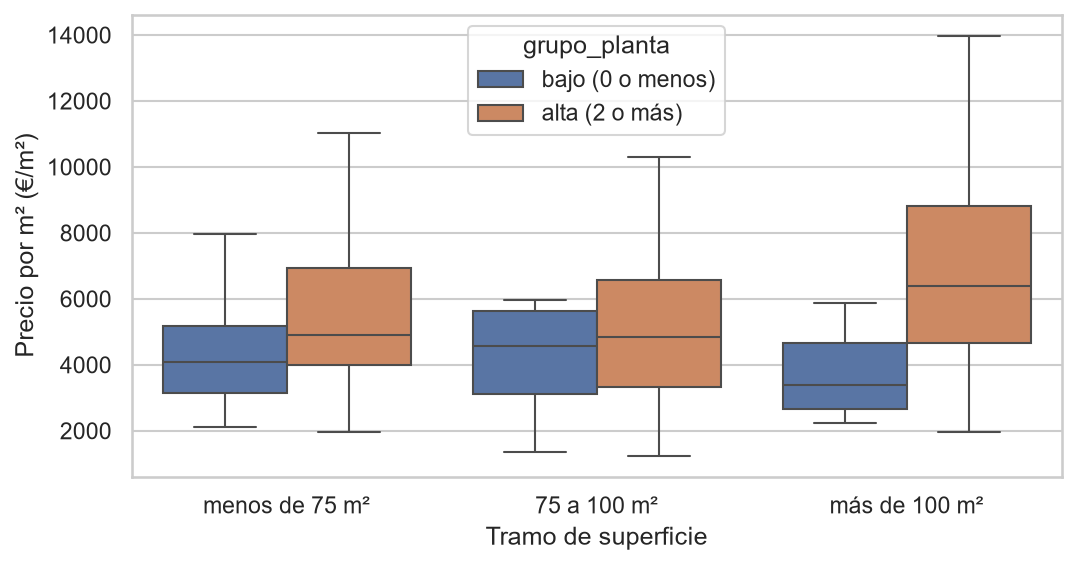 grupo_planta
bajo (0 o menos)
alta (2 o más)
Precio por m² (€/m²)
14000
12000
10000
8000
6000
4000
2000
menos de 75 m²
75 a 100 m²
más de 100 m²
Tramo de superficie